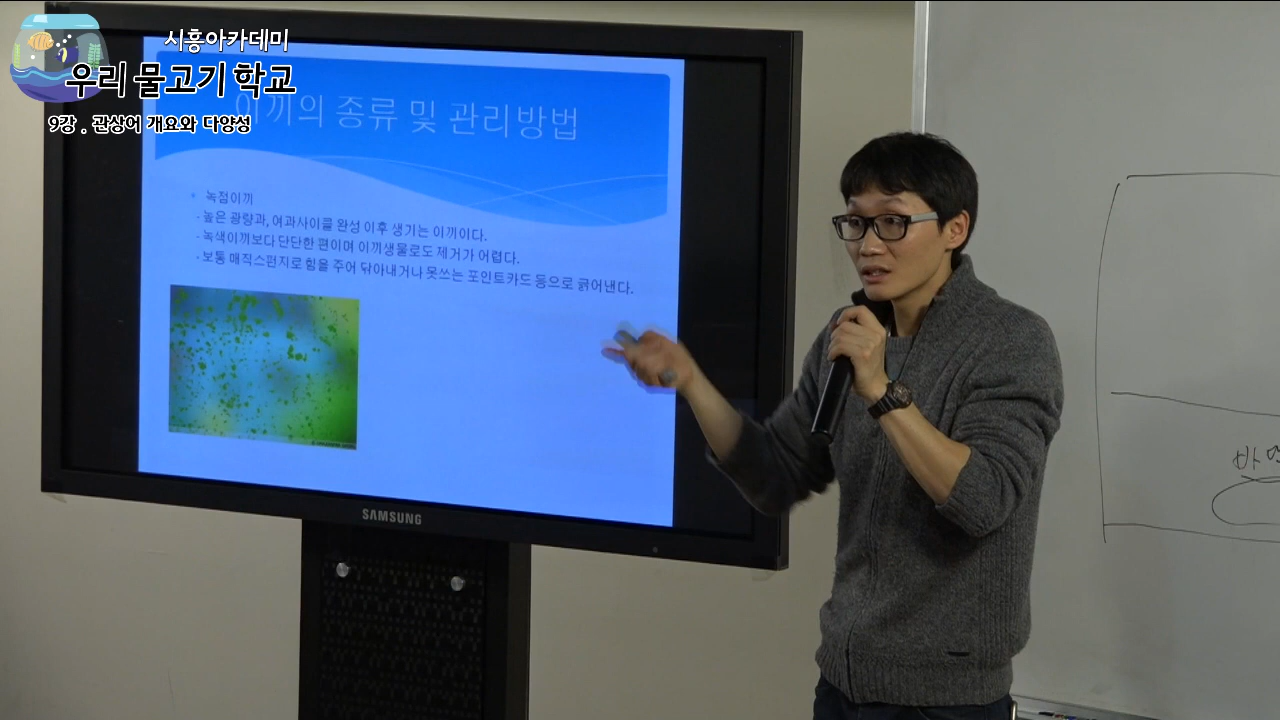 시흥아카데미
우리 물고기 학교
9강 . 관상어 개요와 다양성
이끼의 종류 및 관리방법
녹점이끼
- 높은 광량과, 여과사이클 완성 이후 생기는 이끼이다.
- 녹색이끼보다 단단한 편이며 이끼생물로도 제거가 어렵다.
- 보통 매직스펀지로 힘을 주어 닦아내거나 못쓰는 포인트카드 등으로 긁어낸다.
SAMSUNG